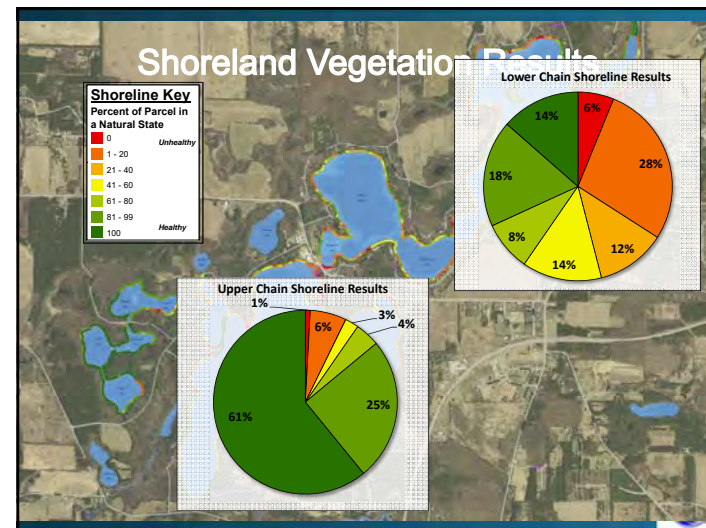 Shoreland Vegetation Results
Shoreline Key
Percent of Parcel in
a Natural State
0
Unhealthy
1 - 20
21 - 40
41 - 60
61 - 80
81 - 99
Healthy
100
Lower Chain Shoreline Results
6%
14%
28%
18%
12%
8%
14%
Upper Chain Shoreline Results
1%
6%
3%
4%
25%
61%